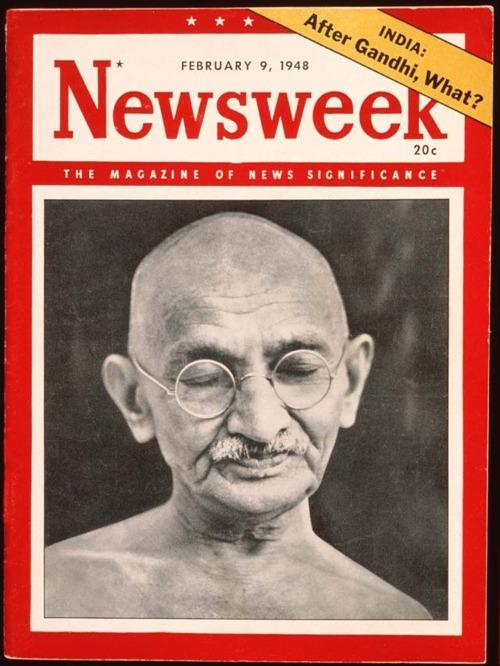 INDIA:
After Gandhi, What?
FEBRUARY 9, 1948
Newsweek
20c
THE MAGAZINE OF NEWS SIGNIFICANCE